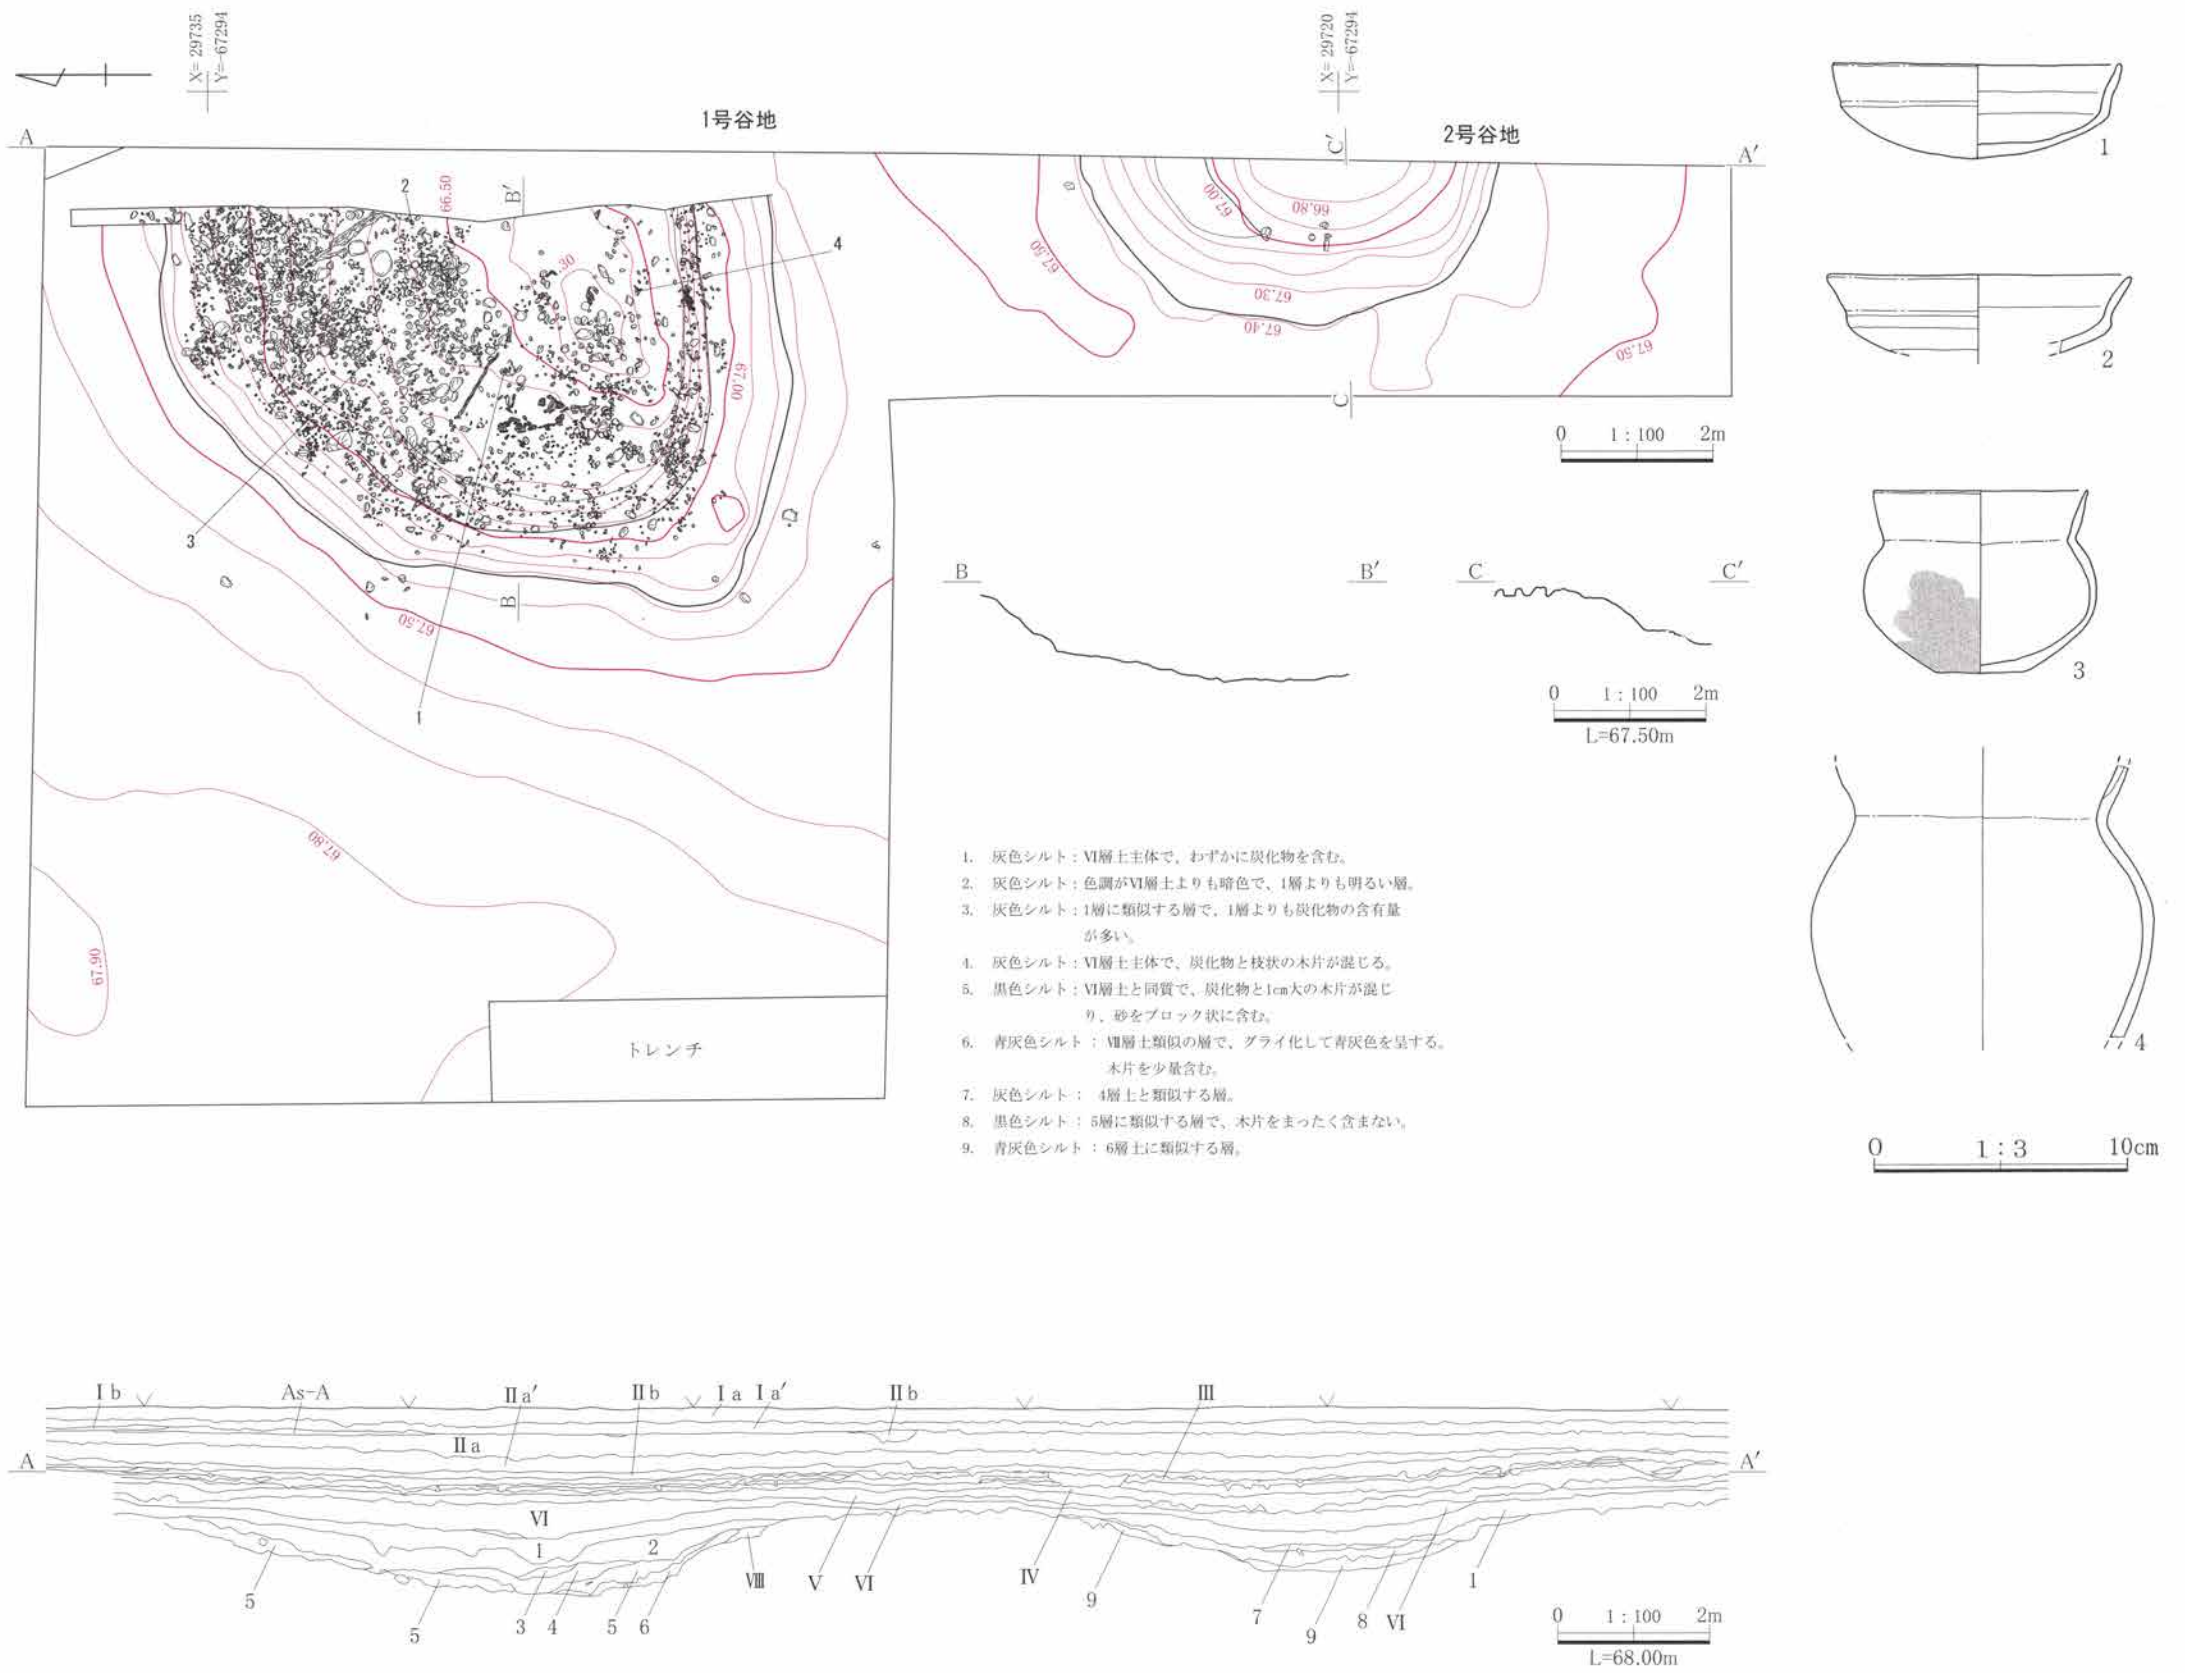 X= 29735
Y=-67294
X= 29720
Y=-67294
1号谷地
2号谷地
A
A′
C′
B′
2
66.50
4
.30
67.00
3
B
67.50
1
67.00
66.80
67.50
67.30
67.40
67.50
C
0 1:100 2m
67.80
67.90
トレンチ
B
B′
C
C′
0 1:100 2m
L=67.50m
1
2
3
4
0 1:3 10cm
1. 灰色シルト:Ⅵ層土主体で、わずかに炭化物を含む。
2. 灰色シルト:色調がⅥ層土よりも暗色で、1層よりも明るい層。
3. 灰色シルト:1層に類似する層で、1層よりも炭化物の含有量
が多い。
4. 灰色シルト:Ⅵ層土主体で、炭化物と枝状の木片が混じる。
5. 黒色シルト:Ⅵ層土と同質で、炭化物と1cm大の木片が混じ
り、砂をブロック状に含む。
6. 青灰色シルト:Ⅷ層土類似の層で、グライ化して青灰色を呈する。
木片を少量含む。
7. 灰色シルト: 4層土と類似する層。
8. 黒色シルト:5層に類似する層で、木片をまったく含まない。
9. 青灰色シルト:6層土に類似する層。
Ⅰb
As-A
Ⅱa′
Ⅱb
Ⅰa
Ⅰa′
Ⅱb
Ⅲ
Ⅱa
A
A′
Ⅵ
1
2
5
5
3
4
5
6
Ⅷ
Ⅴ
Ⅵ
Ⅳ
9
7
9
8
Ⅵ
1
0 1:100 2m
L=68.00m